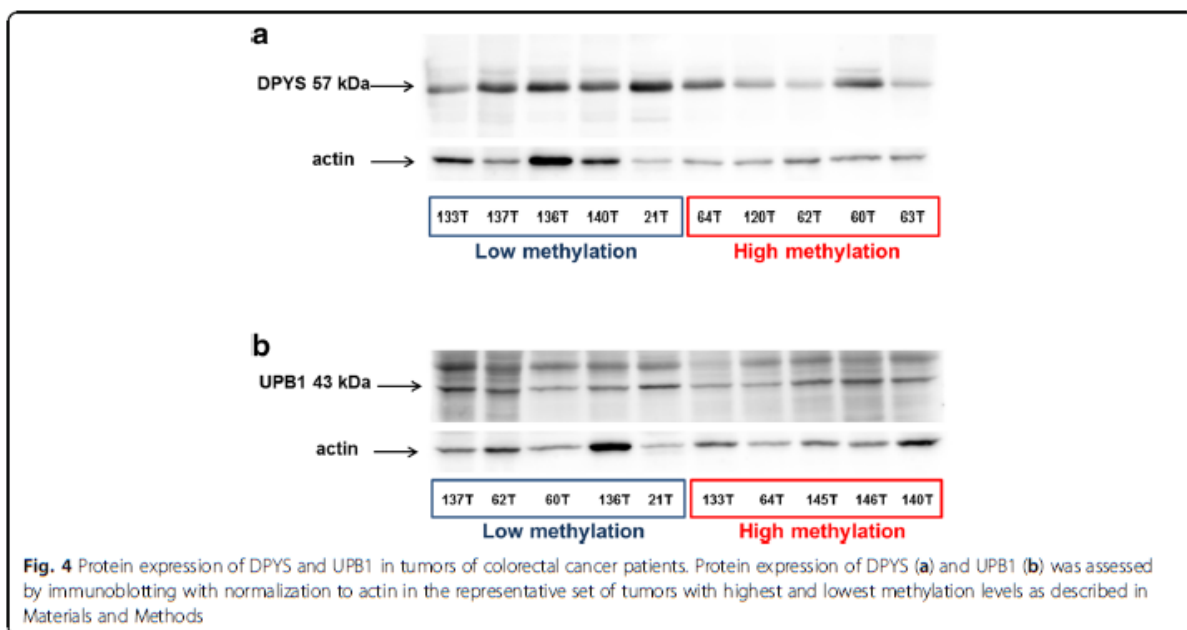 a
DPYS 57 kDa
actin
133T 137T 136T 140T 21T 64T 120T 62T 60T 63T
Low methylation High methylation
b
UPB1 43 kDa
actin
137T 62T 60T 136T 21T 133T 64T 145T 146T 140T
Low methylation High methylation
Fig. 4 Protein expression of DPYS and UPB1 in tumors of colorectal cancer patients. Protein expression of DPYS (a) and UPB1 (b) was assessed
by immunoblotting with normalization to actin in the representative set of tumors with highest and lowest methylation levels as described in
Materials and Methods